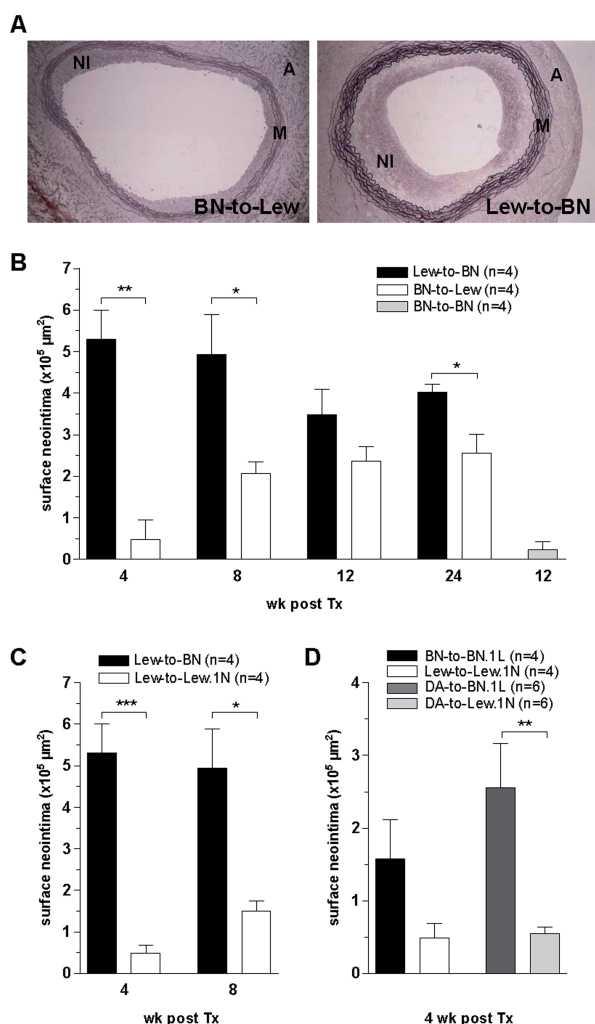 A
NI
A
M
BN-to-Lew
A
M
NI
Lew-to-BN
B
Lew-to-BN (n=4)
BN-to-Lew (n=4)
BN-to-BN (n=4)
surface neointima (x10⁵ µm²)
7
6
5
4
3
2
1
0
**
*
*
4 8 12 24 12
wk post Tx
C
Lew-to-BN (n=4)
Lew-to-Lew.1N (n=4)
surface neointima (x10⁵ µm²)
7
6
5
4
3
2
1
0
***
*
4 8
wk post Tx
D
BN-to-BN.1L (n=4)
Lew-to-Lew.1N (n=4)
DA-to-BN.1L (n=6)
DA-to-Lew.1N (n=6)
surface neointima (x10⁵ µm²)
4
3
2
1
0
**
4 wk post Tx